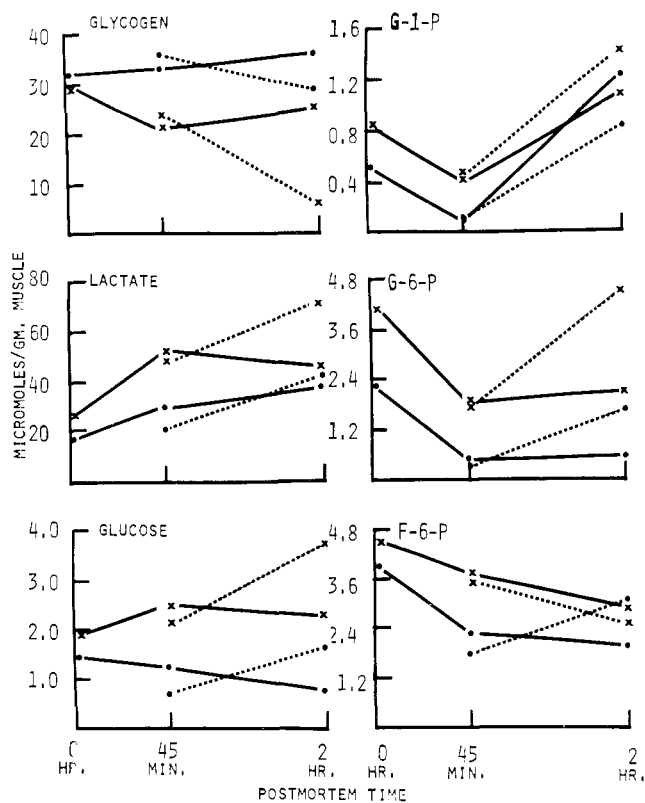 GLYCOGEN
40
30
20
10
G-1-P
1.6
1.2
0.8
0.4
MICROMOLES/GM. MUSCLE
LACTATE
80
60
40
20
G-6-P
4.8
3.6
2.4
1.2
GLUCOSE
4.0
3.0
2.0
1.0
F-6-P
4.8
3.6
2.4
1.2
0 45 2 0 45 2
HR. MIN. HR. HR. MIN. HR.
POSTMORTEM TIME